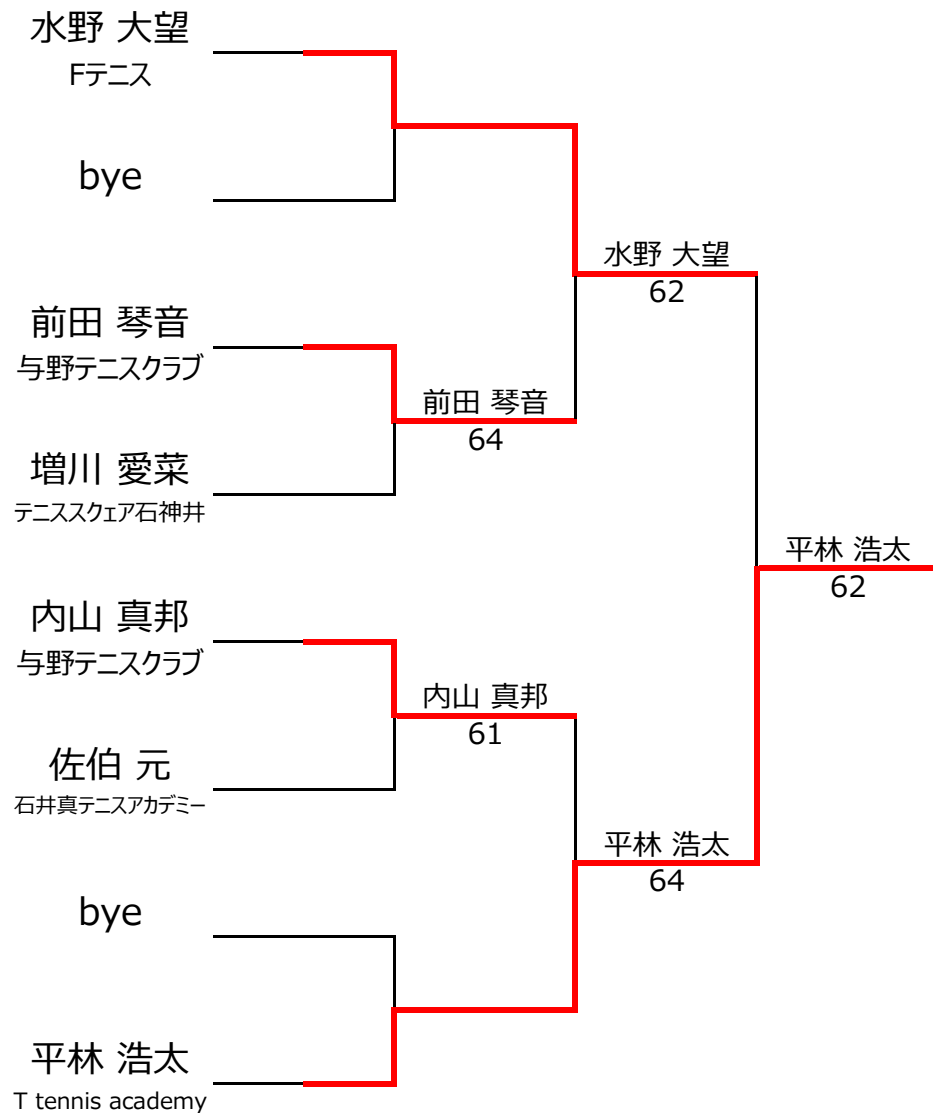 水野 大望
Fテニス
bye
水野 大望
62
前田 琴音
与野テニスクラブ
前田 琴音
64
増川 愛菜
テニススクェア石神井
平林 浩太
62
内山 真邦
与野テニスクラブ
内山 真邦
61
佐伯 元
石井真テニスアカデミー
平林 浩太
64
bye
平林 浩太
T tennis academy